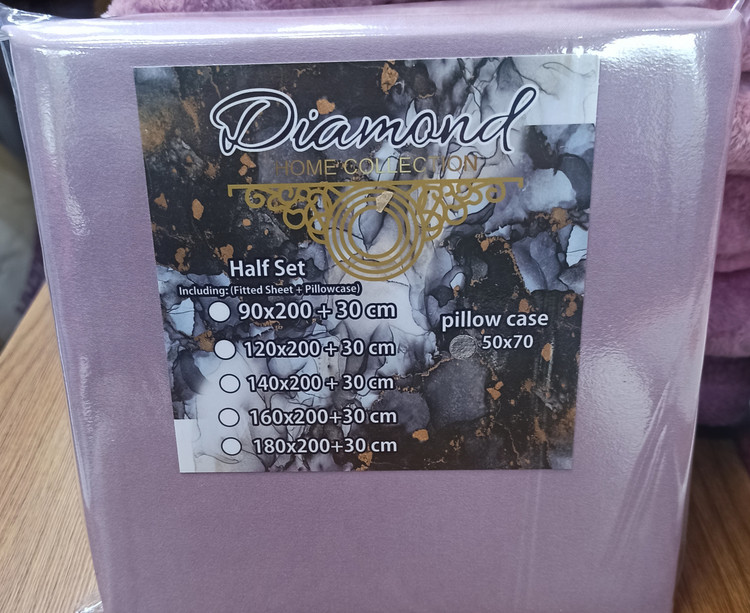 Diamond
HOME COLLECTION
Half Set
Including: (Fitted Sheet + Pillowcase)
90x200 + 30 cm
120x200 + 30 cm
140x200 + 30 cm
160x200+30 cm
180x200+30 cm
pillow case
50x70